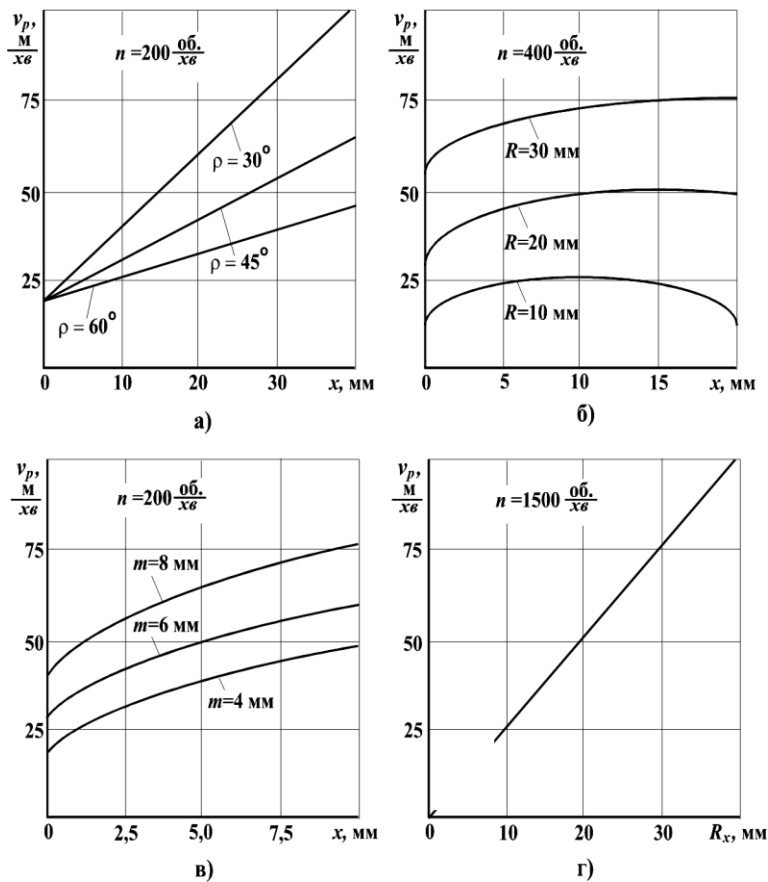 vp, м/хв
n =200 об./хв
75
50
25
ρ = 30°
ρ = 45°
ρ = 60°
0 10 20 30 x, мм
а)
vp, м/хв
n =400 об./хв
75
50
25
R=30 мм
R=20 мм
R=10 мм
0 5 10 15 x, мм
б)
vp, м/хв
n =200 об./хв
75
50
25
m=8 мм
m=6 мм
m=4 мм
0 2,5 5,0 7,5 x, мм
в)
vp, м/хв
n =1500 об./хв
75
50
25
0 10 20 30 Rx, мм
г)